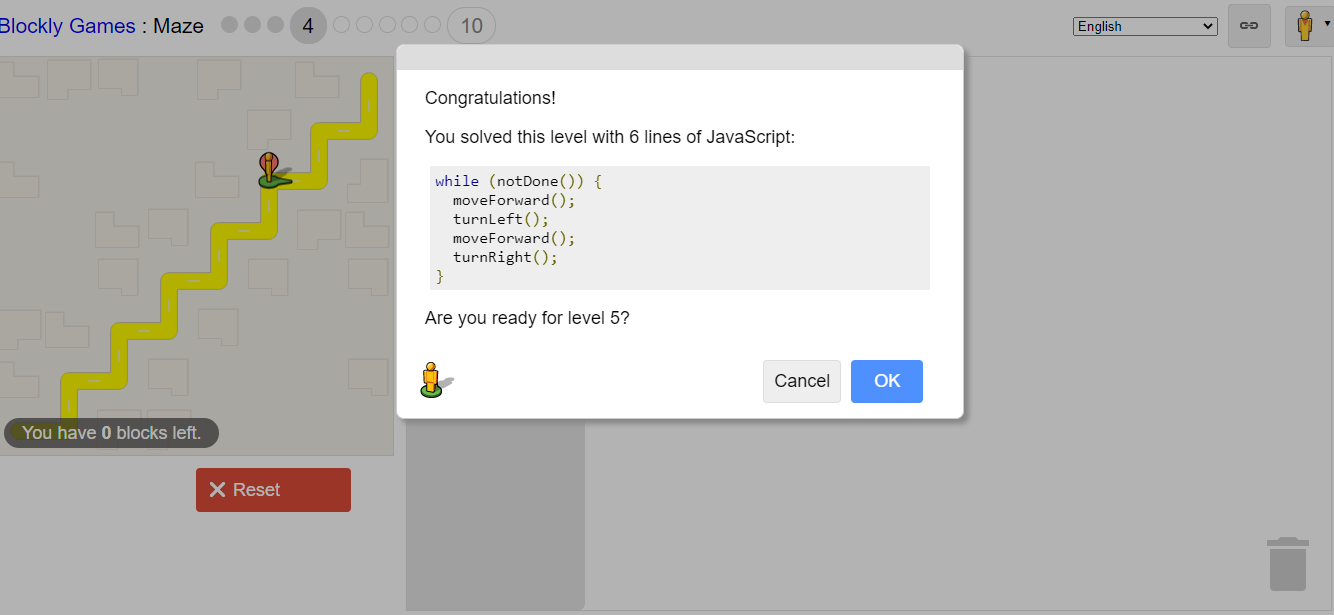 Blockly Games : Maze 4 10
English
Congratulations!
You solved this level with 6 lines of JavaScript:
while (notDone()) {
  moveForward();
  turnLeft();
  moveForward();
  turnRight();
}
Are you ready for level 5?
Cancel OK
You have 0 blocks left.
Reset